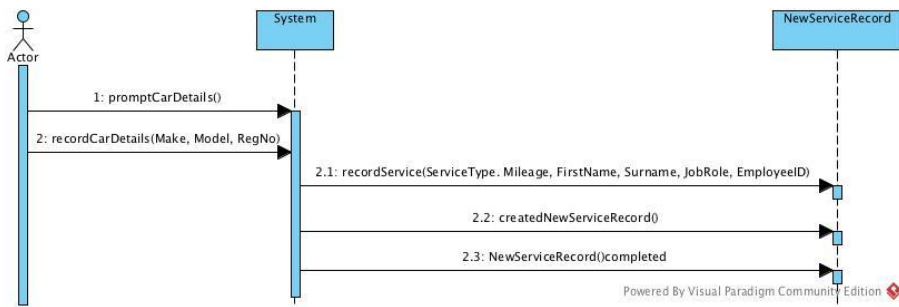 System
NewServiceRecord
Actor
1: promptCarDetails()
2: recordCarDetails(Make, Model, RegNo)
2.1: recordService(ServiceType. Mileage, FirstName, Surname, JobRole, EmployeeID)
2.2: createdNewServiceRecord()
2.3: NewServiceRecord()completed
Powered By Visual Paradigm Community Edition